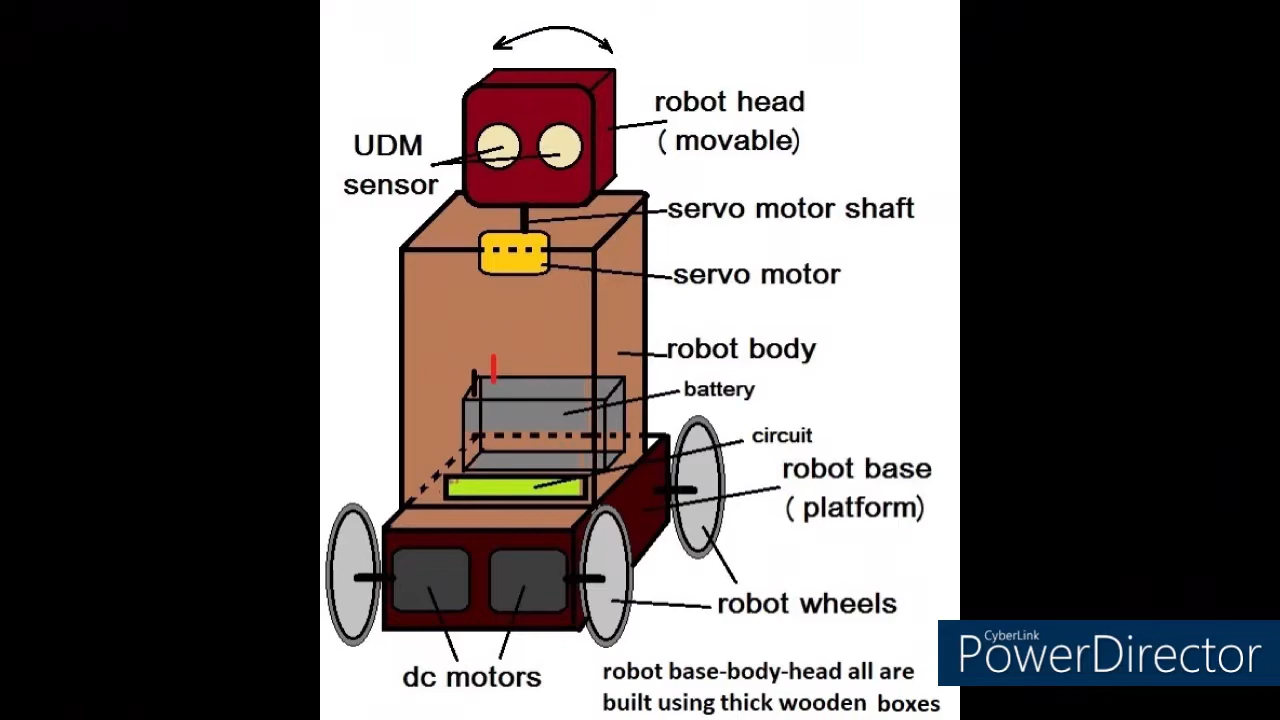 robot head
( movable)
UDM
sensor
servo motor shaft
servo motor
robot body
battery
circuit
robot base
( platform)
robot wheels
dc motors
robot base-body-head all are
built using thick wooden boxes
CyberLink
PowerDirector